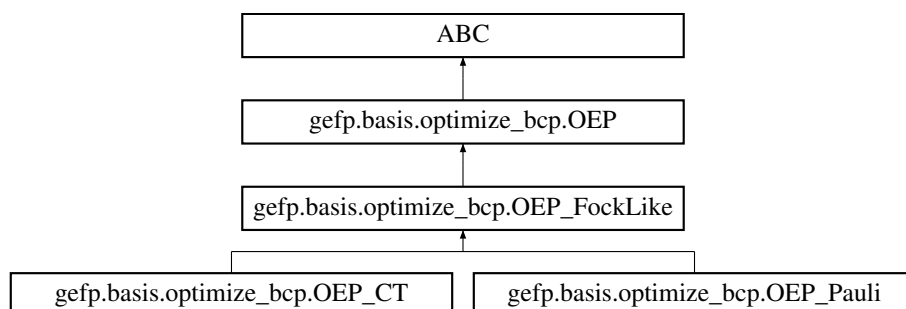 ABC
gefp.basis.optimize_bcp.OEP
gefp.basis.optimize_bcp.OEP_FockLike
gefp.basis.optimize_bcp.OEP_CT
gefp.basis.optimize_bcp.OEP_Pauli